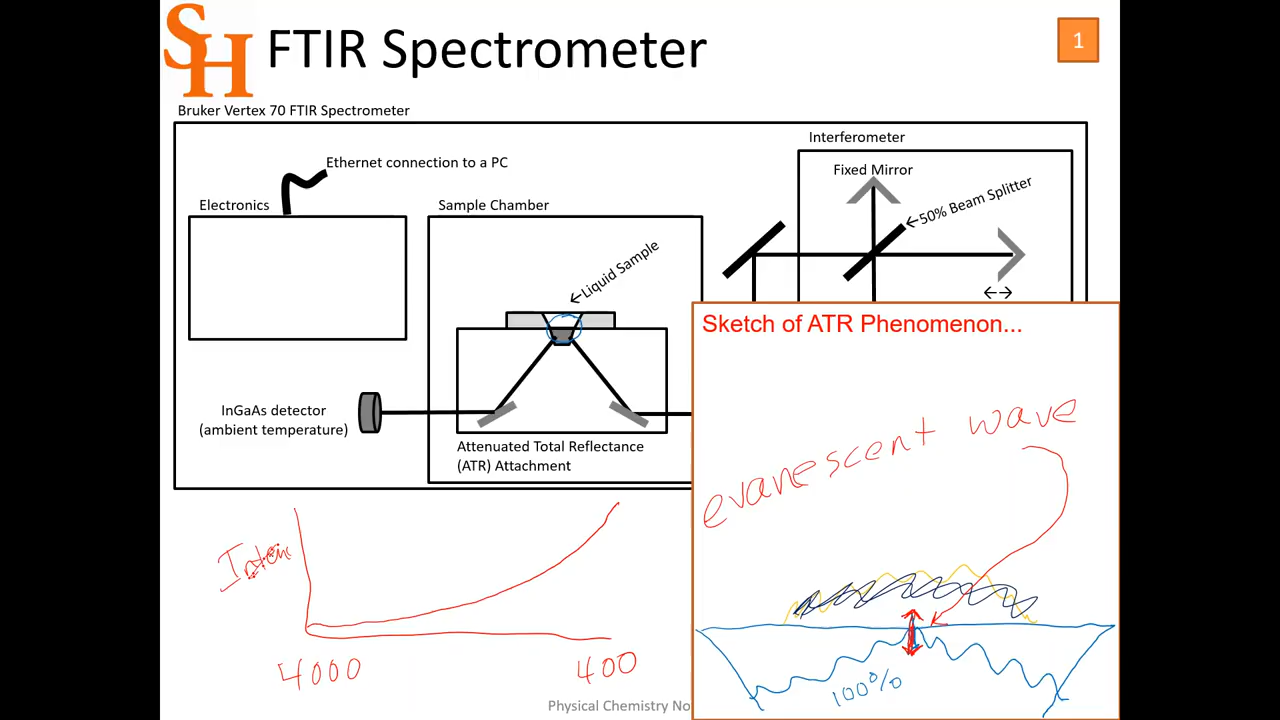 SH
FTIR Spectrometer
1
Bruker Vertex 70 FTIR Spectrometer
Interferometer
Ethernet connection to a PC
Fixed Mirror
←50% Beam Splitter
Electronics
Sample Chamber
←Liquid Sample
←→
Sketch of ATR Phenomenon...
InGaAs detector
(ambient temperature)
Attenuated Total Reflectance
(ATR) Attachment
evanescent wave
4000
400
100%
Physical Chemistry No